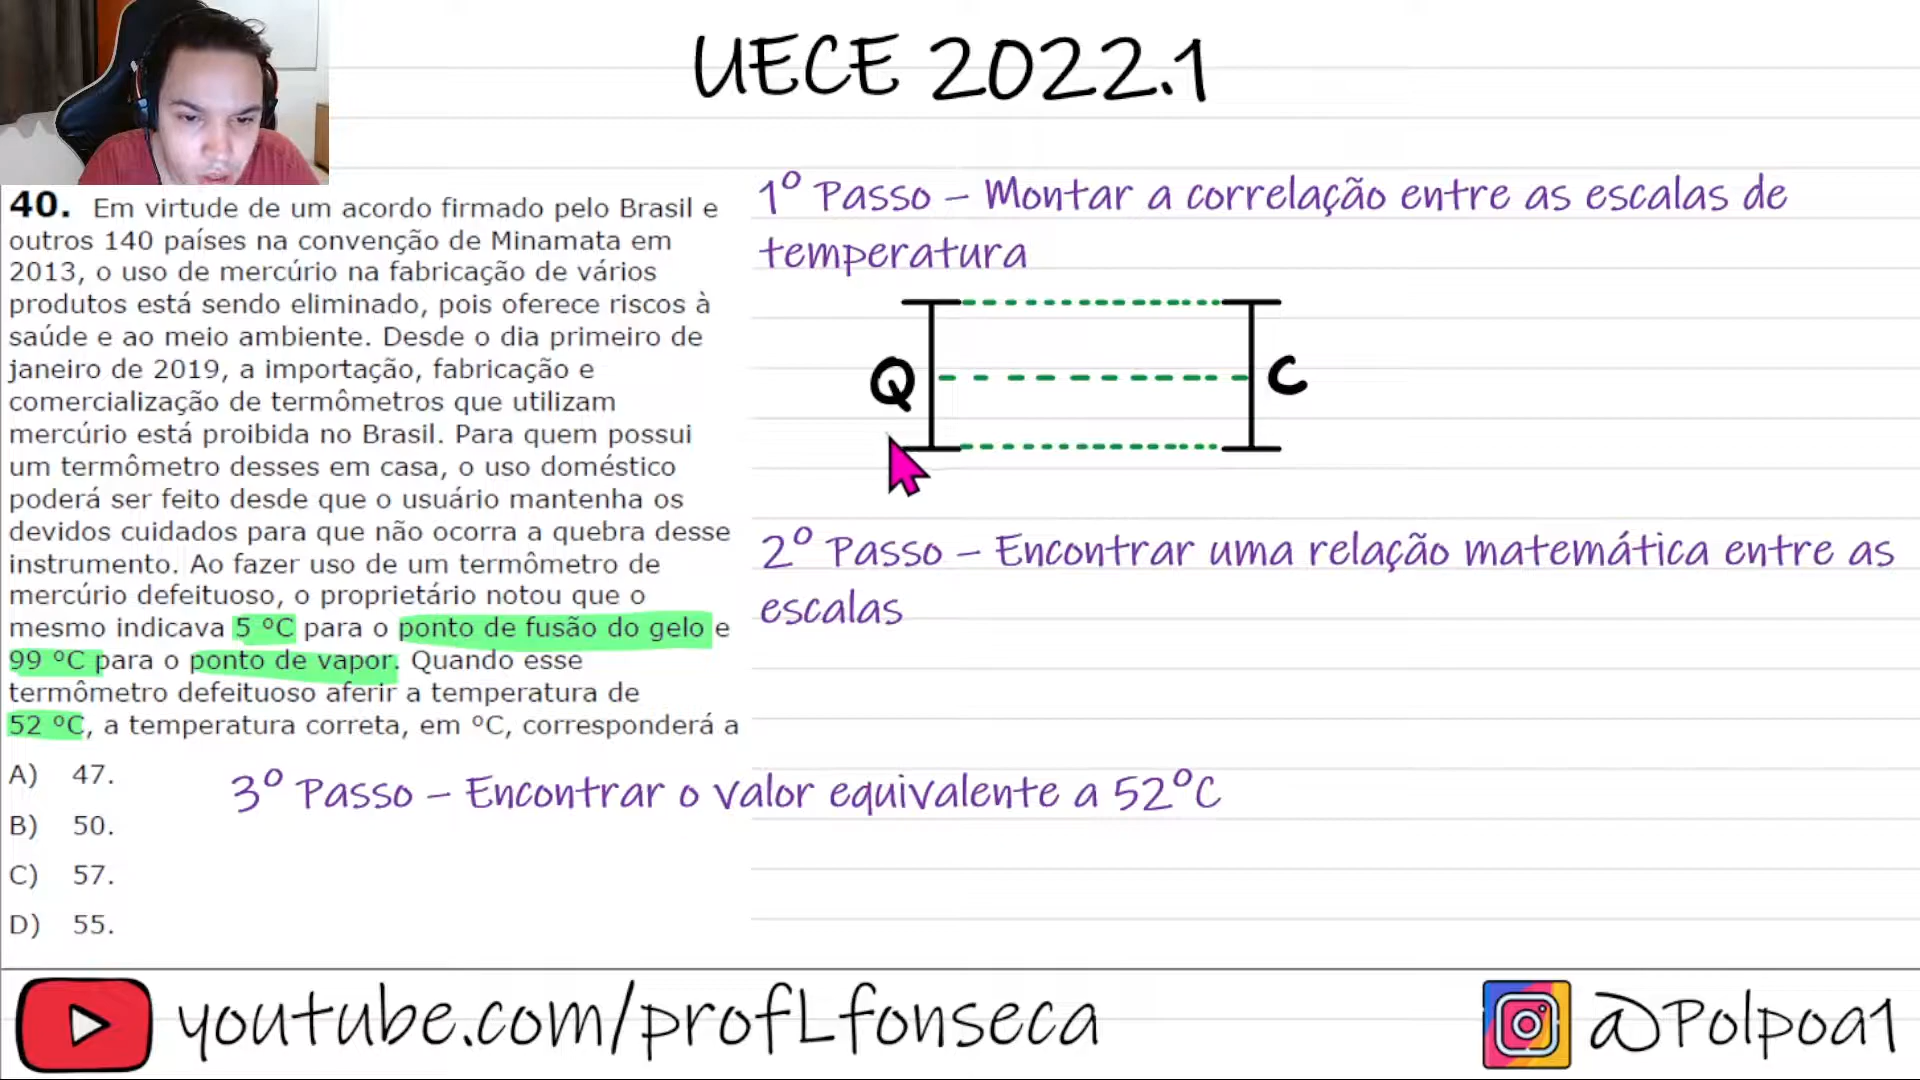 UECE 2022.1
40. Em virtude de um acordo firmado pelo Brasil e
outros 140 países na convenção de Minamata em
2013, o uso de mercúrio na fabricação de vários
produtos está sendo eliminado, pois oferece riscos à
saúde e ao meio ambiente. Desde o dia primeiro de
janeiro de 2019, a importação, fabricação e
comercialização de termômetros que utilizam
mercúrio está proibida no Brasil. Para quem possui
um termômetro desses em casa, o uso doméstico
poderá ser feito desde que o usuário mantenha os
devidos cuidados para que não ocorra a quebra desse
instrumento. Ao fazer uso de um termômetro de
mercúrio defeituoso, o proprietário notou que o
mesmo indicava 5 ºC para o ponto de fusão do gelo e
99 ºC para o ponto de vapor. Quando esse
termômetro defeituoso aferir a temperatura de
52 ºC, a temperatura correta, em ºC, corresponderá a
A) 47.
B) 50.
C) 57.
D) 55.
1º Passo – Montar a correlação entre as escalas de
temperatura
Q
C
2º Passo – Encontrar uma relação matemática entre as
escalas
3º Passo – Encontrar o valor equivalente a 52ºC
youtube.com/profLfonseca
@Polpoa1